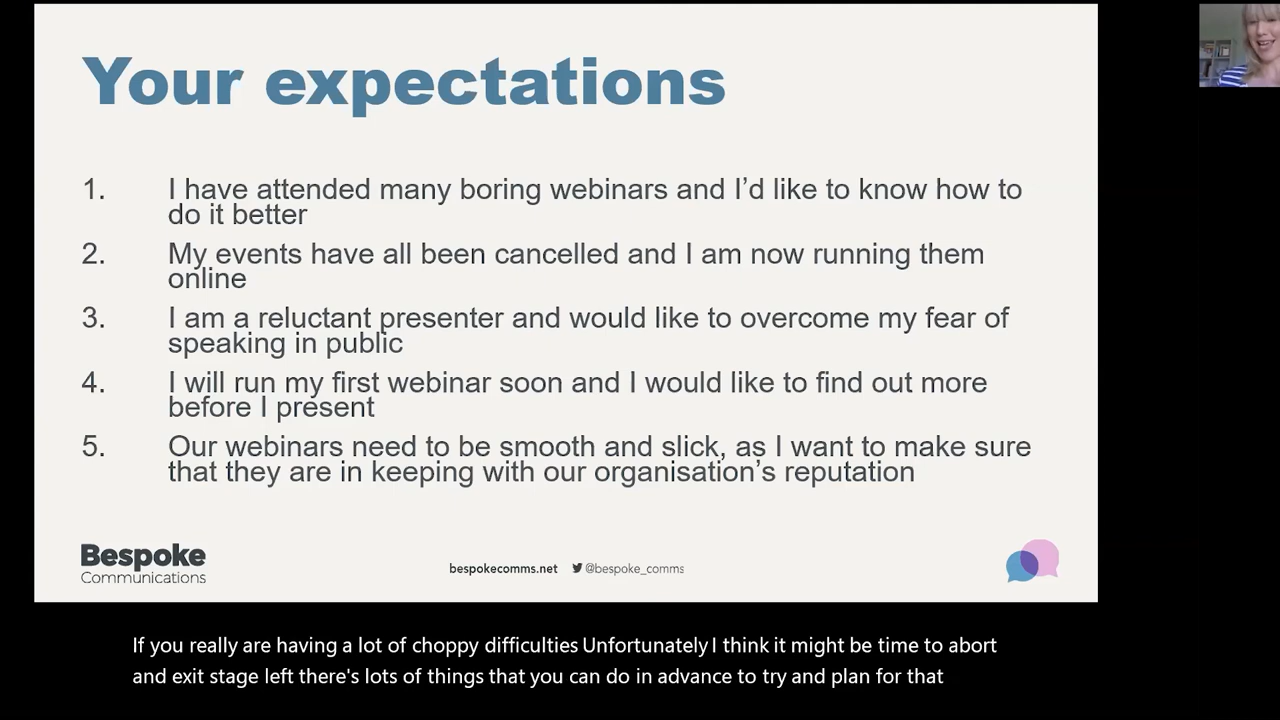 Your expectations
1. I have attended many boring webinars and I’d like to know how to
do it better
2. My events have all been cancelled and I am now running them
online
3. I am a reluctant presenter and would like to overcome my fear of
speaking in public
4. I will run my first webinar soon and I would like to find out more
before I present
5. Our webinars need to be smooth and slick, as I want to make sure
that they are in keeping with our organisation’s reputation
Bespoke
Communications
bespokecomms.net @bespoke_comms
If you really are having a lot of choppy difficulties Unfortunately I think it might be time to abort
and exit stage left there's lots of things that you can do in advance to try and plan for that